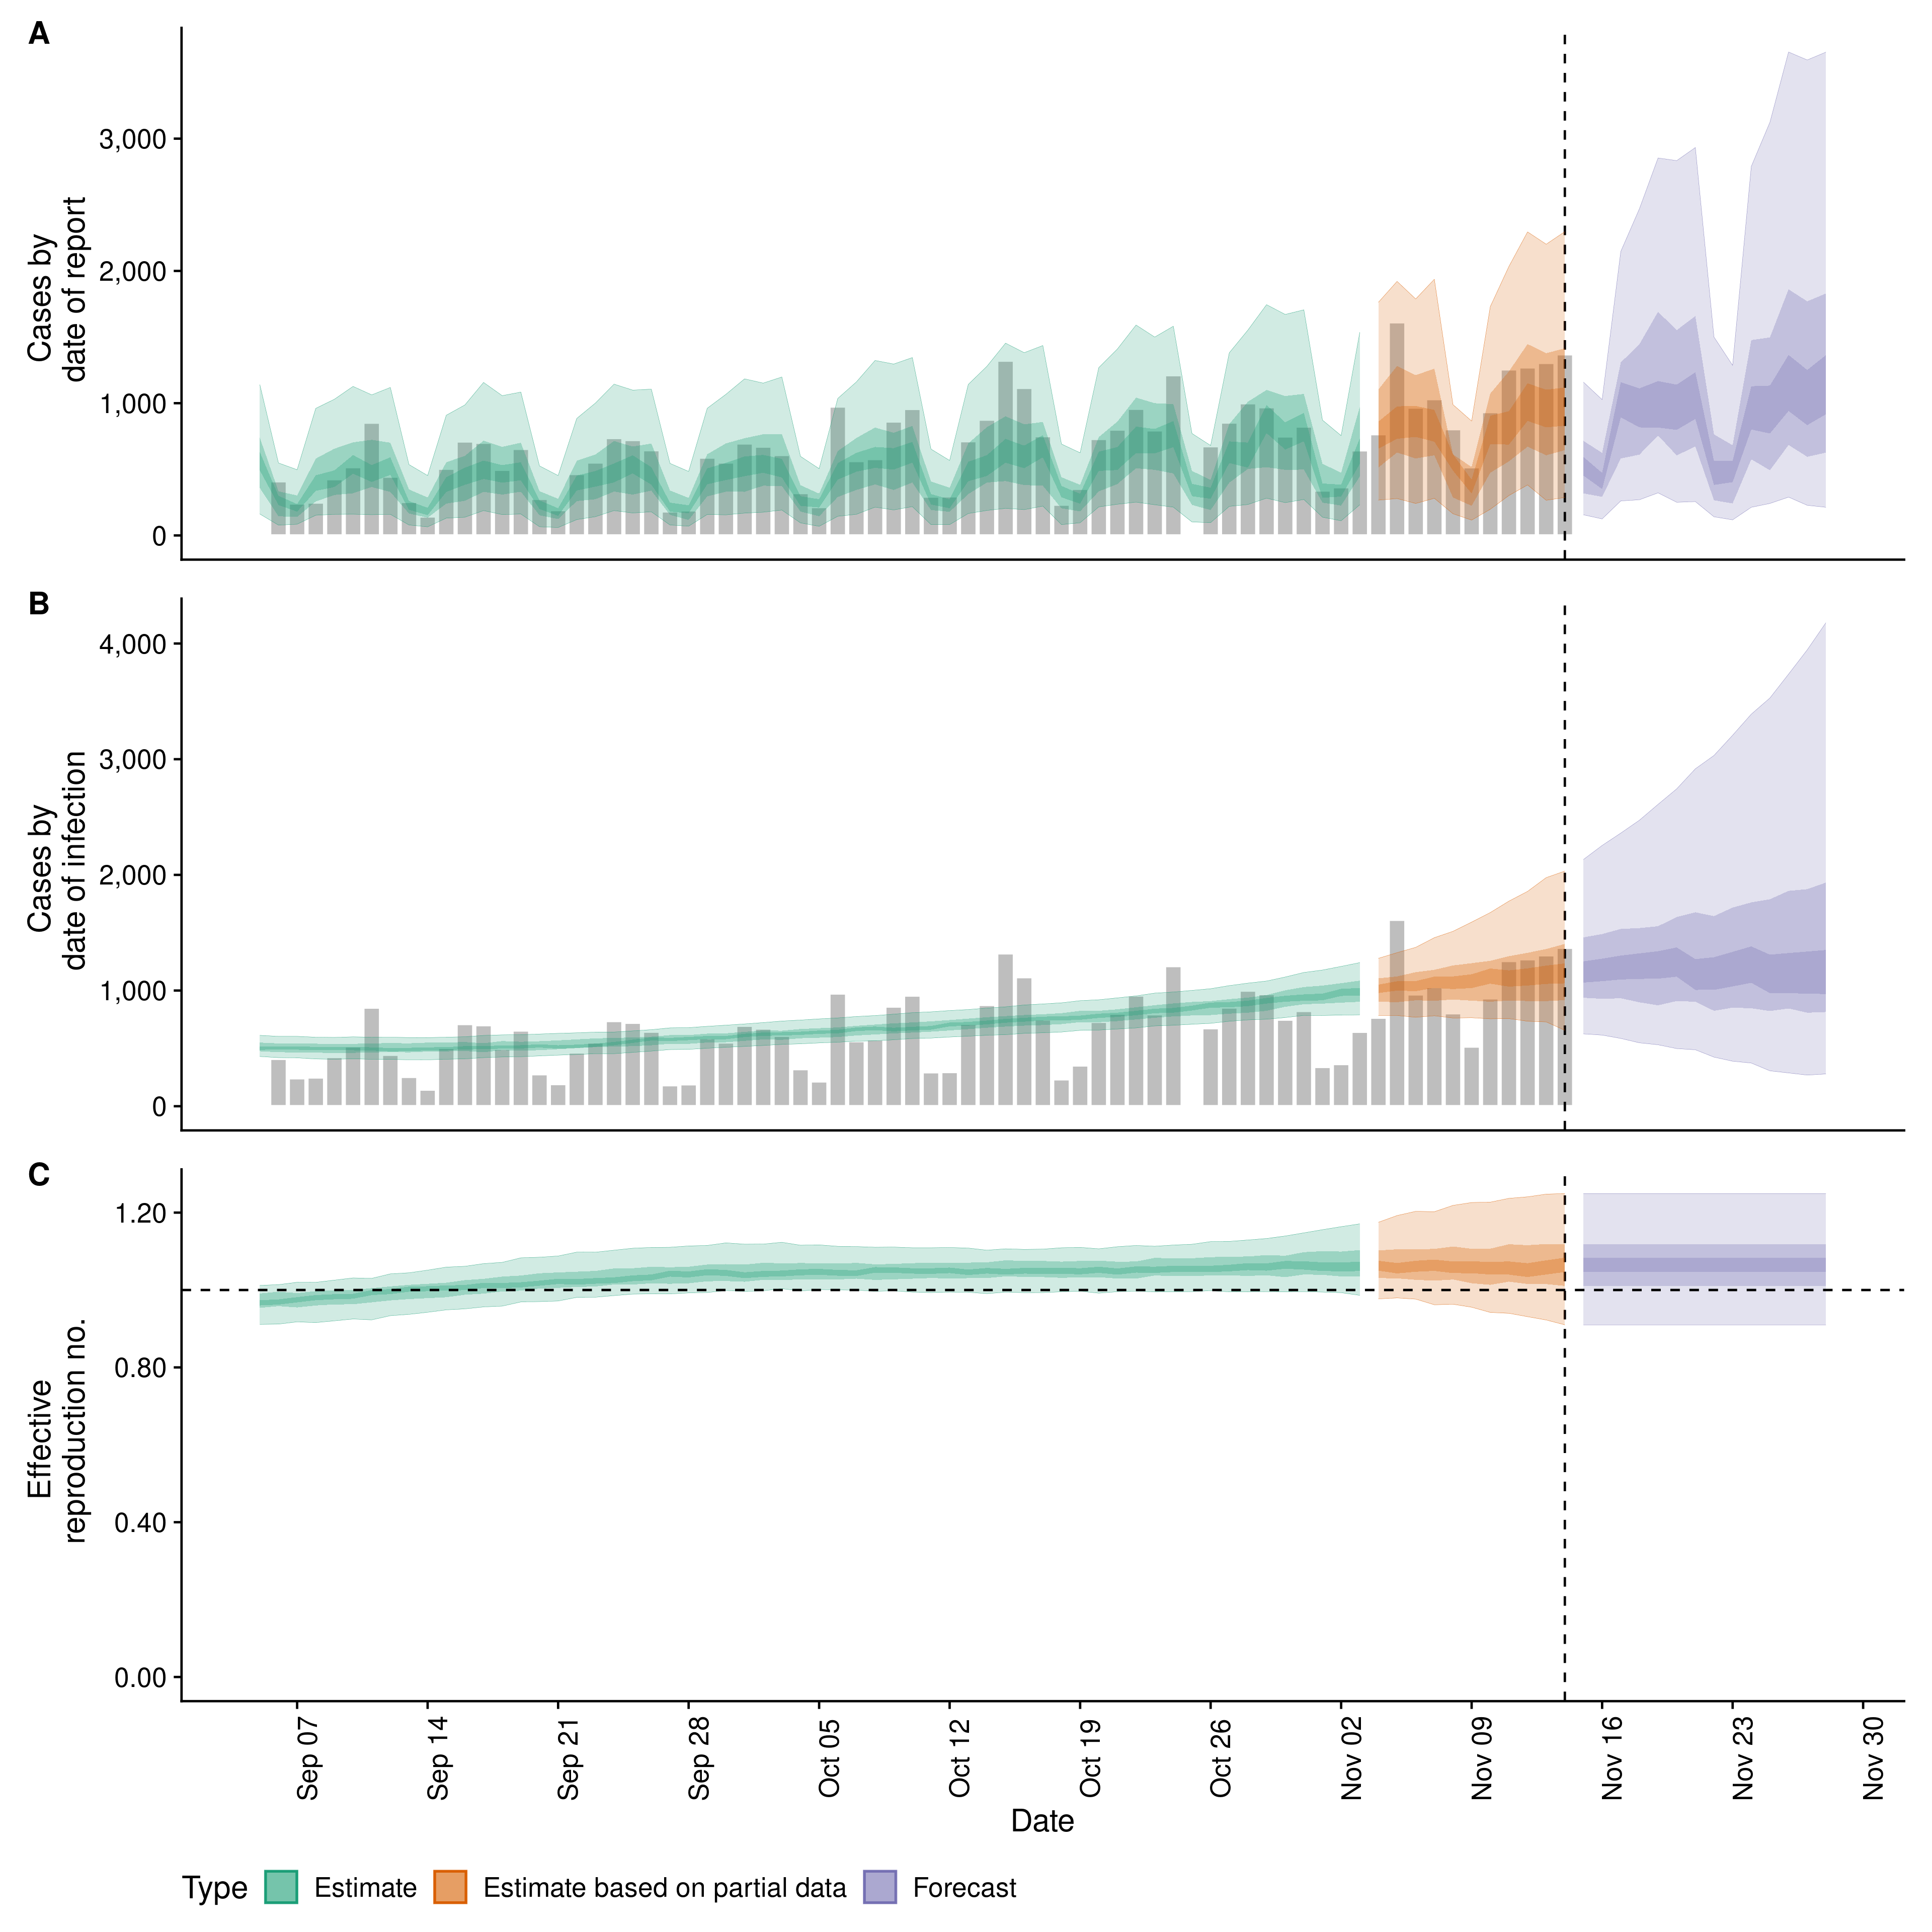 A
Cases by
date of report
3,000
2,000
1,000
0
B
Cases by
date of infection
4,000
3,000
2,000
1,000
0
C
Effective
reproduction no.
1.20
0.80
0.40
0.00
Sep 07
Sep 14
Sep 21
Sep 28
Oct 05
Oct 12
Oct 19
Oct 26
Nov 02
Nov 09
Nov 16
Nov 23
Nov 30
Date
Type Estimate Estimate based on partial data Forecast